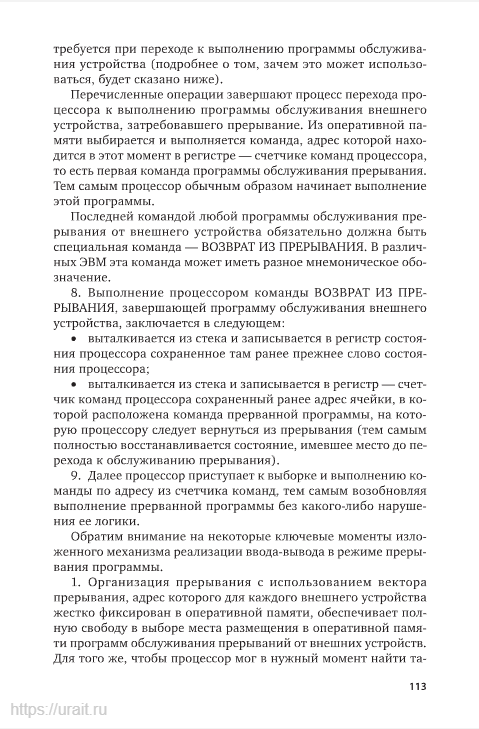 требуется при переходе к выполнению программы обслужива-
ния устройства (подробнее о том, зачем это может использо-
ваться, будет сказано ниже).
Перечисленные операции завершают процесс перехода про-
цессора к выполнению программы обслуживания внешнего
устройства, затребовавшего прерывание. Из оперативной па-
мяти выбирается и выполняется команда, адрес которой нахо-
дится в этот момент в регистре — счетчике команд процессора,
то есть первая команда программы обслуживания прерывания.
Тем самым процессор обычным образом начинает выполнение
этой программы.
Последней командой любой программы обслуживания пре-
рывания от внешнего устройства обязательно должна быть
специальная команда — ВОЗВРАТ ИЗ ПРЕРЫВАНИЯ. В различ-
ных ЭВМ эта команда может иметь разное мнемоническое обо-
значение.
8. Выполнение процессором команды ВОЗВРАТ ИЗ ПРЕ-
РЫВАНИЯ, завершающей программу обслуживания внешнего
устройства, заключается в следующем:
• выталкивается из стека и записывается в регистр состоя-
ния процессора сохраненное там ранее прежнее слово состоя-
ния процессора;
• выталкивается из стека и записывается в регистр — счет-
чик команд процессора сохраненный ранее адрес ячейки, в ко-
торой расположена команда прерванной программы, на кото-
рую процессору следует вернуться из прерывания (тем самым
полностью восстанавливается состояние, имевшее место до пе-
рехода к обслуживанию прерывания).
9. Далее процессор приступает к выборке и выполнению ко-
манды по адресу из счетчика команд, тем самым возобновляя
выполнение прерванной программы без какого-либо наруше-
ния ее логики.
Обратим внимание на некоторые ключевые моменты изло-
женного механизма реализации ввода-вывода в режиме преры-
вания программы.
1. Организация прерывания с использованием вектора
прерывания, адрес которого для каждого внешнего устройства
жестко фиксирован в оперативной памяти, обеспечивает пол-
ную свободу в выборе места размещения в оперативной памя-
ти программ обслуживания прерываний от внешних устройств.
Для того же, чтобы процессор мог в нужный момент найти та-
113
https://urait.ru